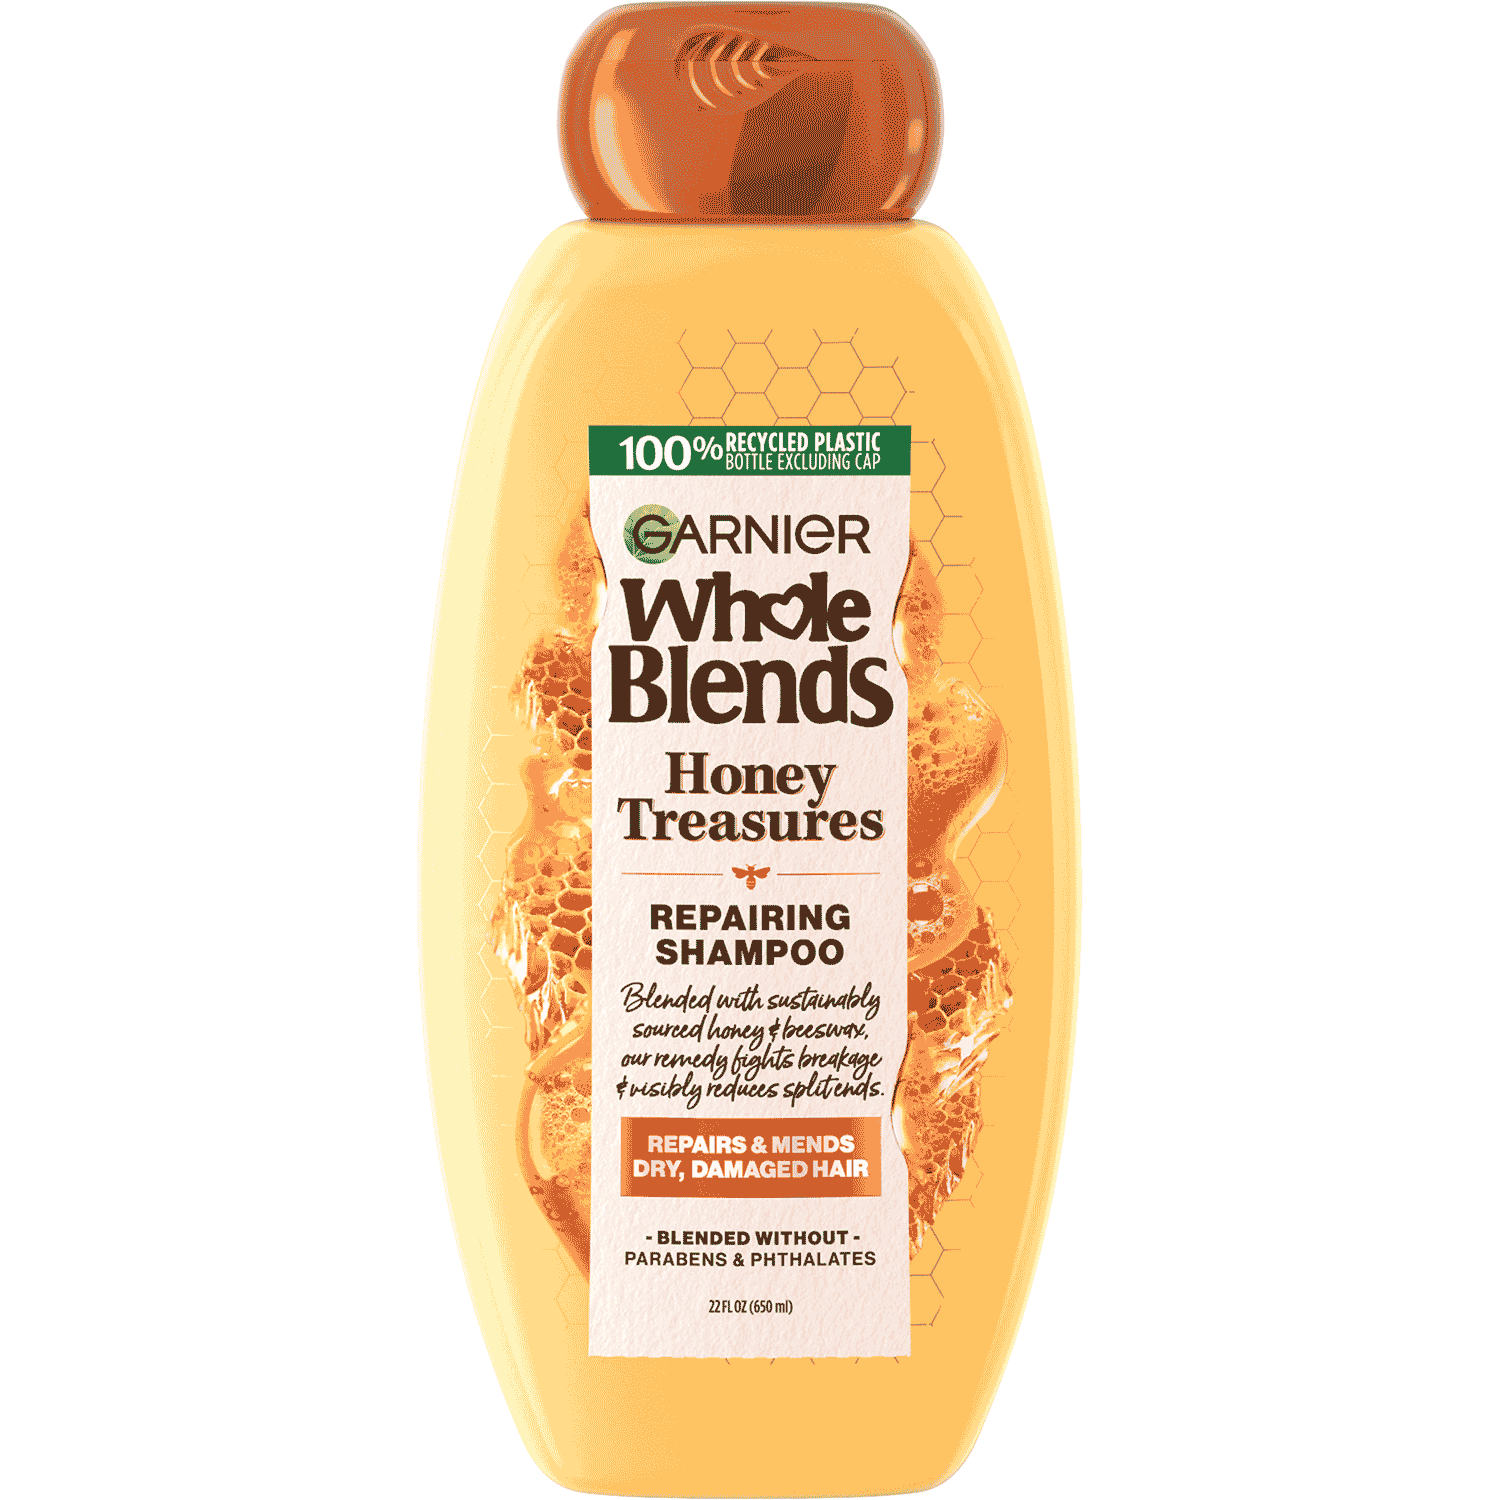 100% RECYCLED PLASTIC
BOTTLE EXCLUDING CAP
GARNIER
Whole
Blends
Honey
Treasures
REPAIRING
SHAMPOO
Blended with sustainably
sourced honey & beeswax,
our remedy fights breakage
& visibly reduces split ends.
REPAIRS & MENDS
DRY, DAMAGED HAIR
- BLENDED WITHOUT -
PARABENS & PHTHALATES
22 FL OZ (650 ml)